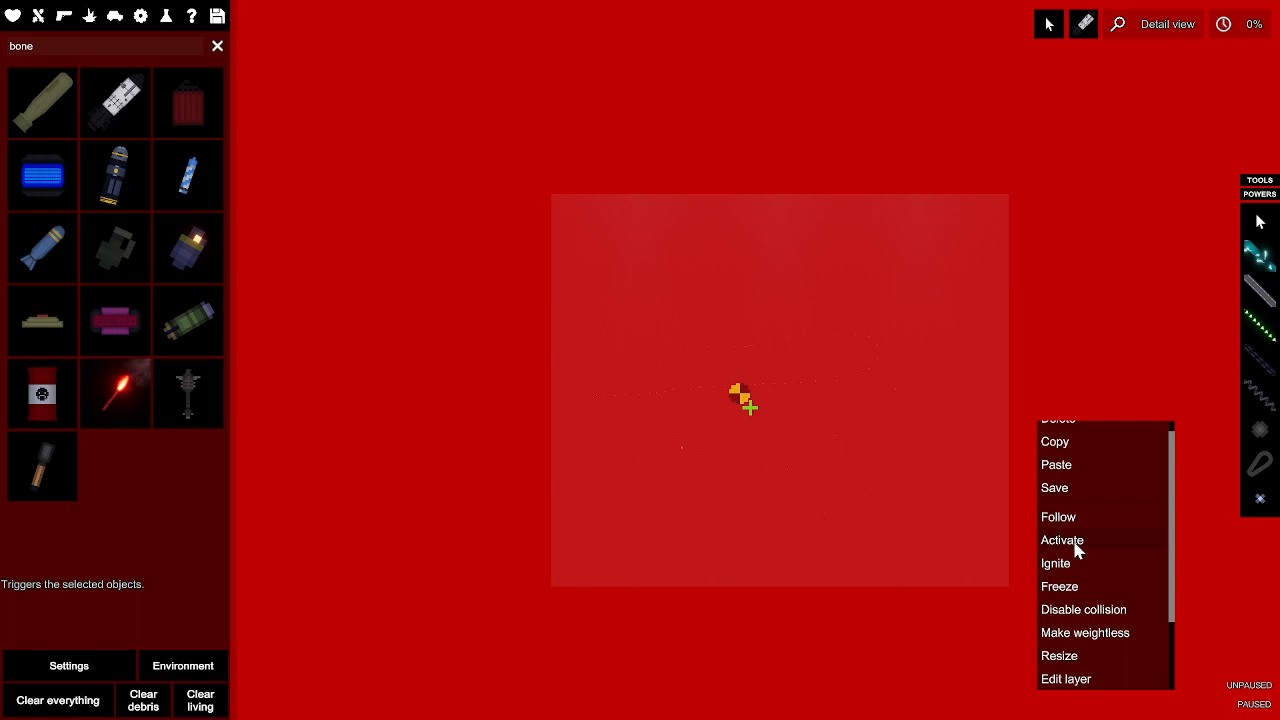 bone
Detail view
0%
TOOLS
POWERS
Delete
Copy
Paste
Save
Follow
Activate
Ignite
Freeze
Disable collision
Make weightless
Resize
Edit layer
Triggers the selected objects.
Settings
Environment
Clear everything
Clear
debris
Clear
living
UNPAUSED
PAUSED